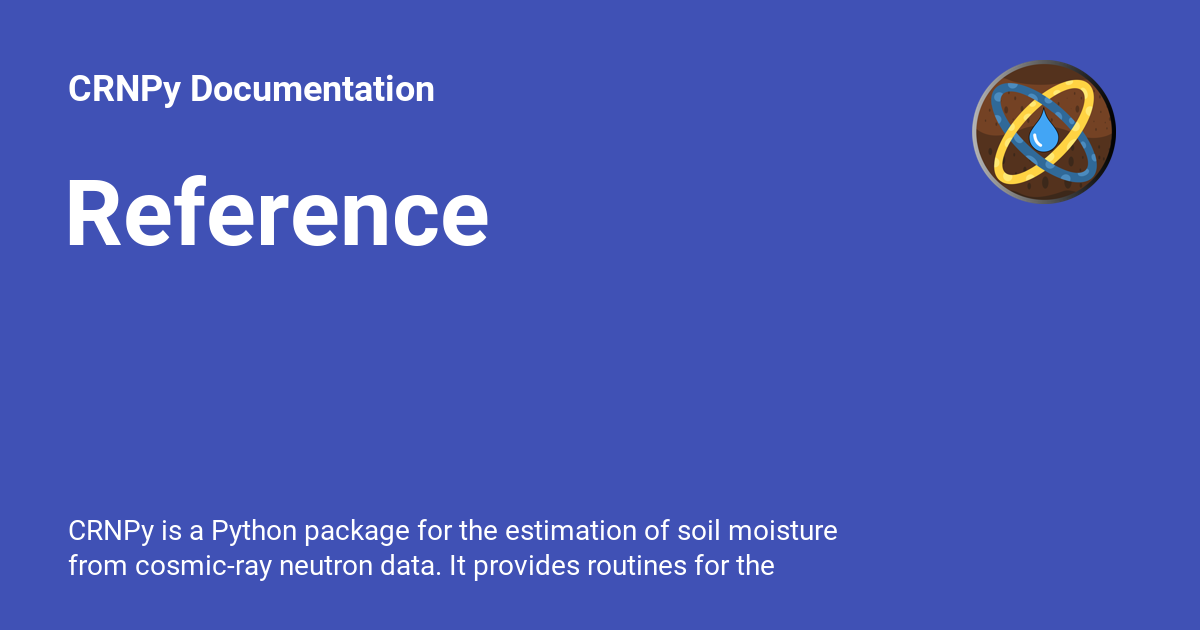 CRNPy Documentation
Reference
CRNPy is a Python package for the estimation of soil moisture
from cosmic-ray neutron data. It provides routines for the